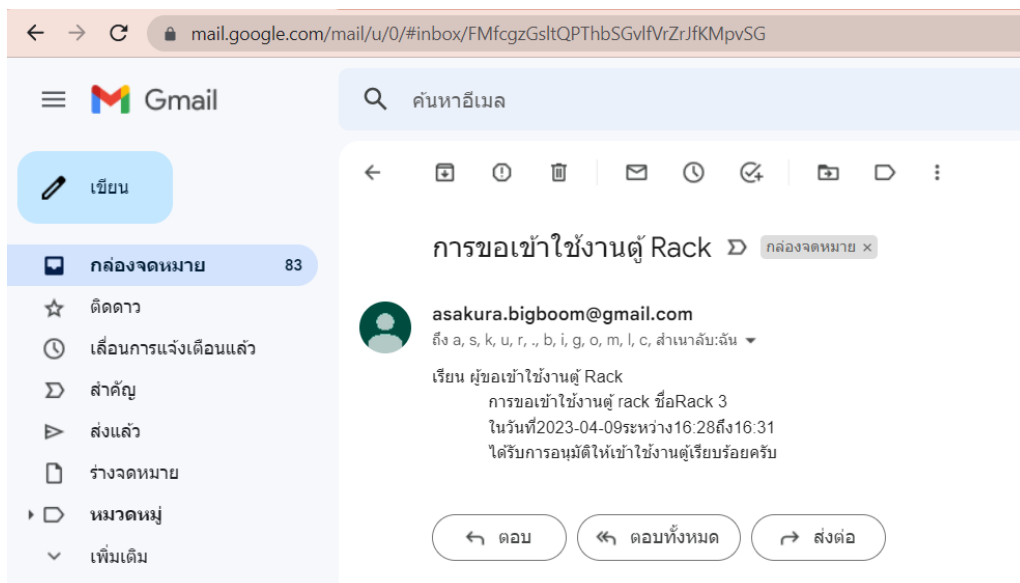 mail.google.com/mail/u/0/#inbox/FMfcgzGsltQPThbSGvlfVrZrJfKMpvSG
Gmail
ค้นหาอีเมล
เขียน
กล่องจดหมาย 83
ติดดาว
เลื่อนการแจ้งเตือนแล้ว
สำคัญ
ส่งแล้ว
ร่างจดหมาย
หมวดหมู่
เพิ่มเติม
การขอเข้าใช้งานตู้ Rack กล่องจดหมาย ×
asakura.bigboom@gmail.com
ถึง a, s, k, u, r, ., b, i, g, o, m, l, c, สำเนาลับ:ฉัน
เรียน ผู้ขอเข้าใช้งานตู้ Rack
การขอเข้าใช้งานตู้ rack ชื่อRack 3
ในวันที่2023-04-09ระหว่าง16:28ถึง16:31
ได้รับการอนุมัติให้เข้าใช้งานตู้เรียบร้อยครับ
ตอบ ตอบทั้งหมด ส่งต่อ